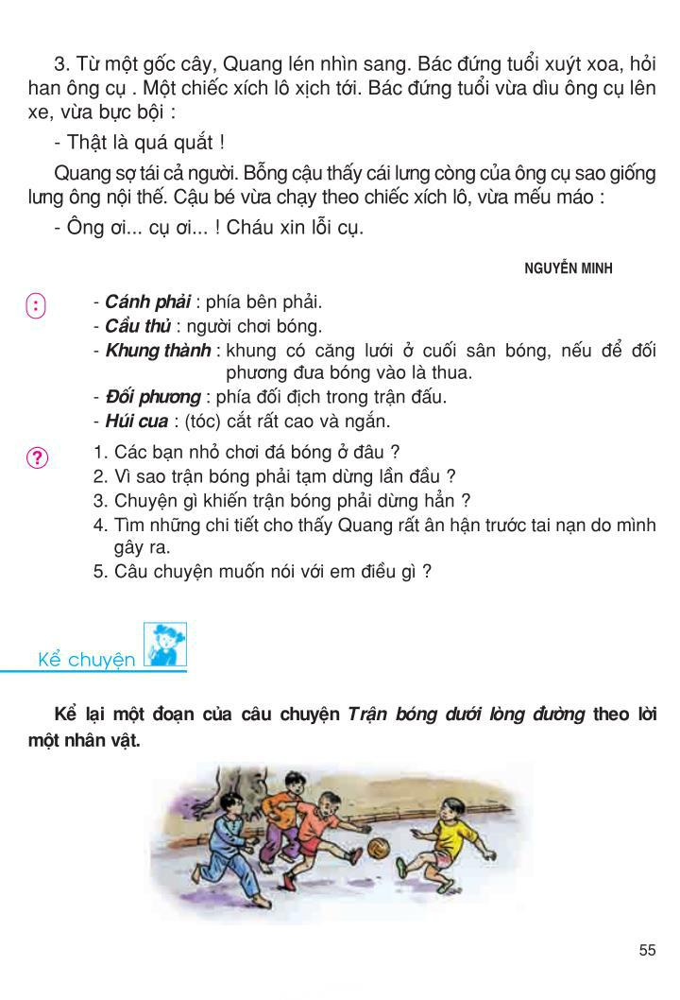 3. Từ một gốc cây, Quang lén nhìn sang. Bác đứng tuổi xuýt xoa, hỏi
han ông cụ . Một chiếc xích lô xịch tới. Bác đứng tuổi vừa dìu ông cụ lên
xe, vừa bực bội :
- Thật là quá quắt !
Quang sợ tái cả người. Bỗng cậu thấy cái lưng còng của ông cụ sao giống
lưng ông nội thế. Cậu bé vừa chạy theo chiếc xích lô, vừa mếu máo :
- Ông ơi... cụ ơi... ! Cháu xin lỗi cụ.
NGUYỄN MINH
:
- Cánh phải : phía bên phải.
- Cầu thủ : người chơi bóng.
- Khung thành : khung có căng lưới ở cuối sân bóng, nếu để đối
phương đưa bóng vào là thua.
- Đối phương : phía đối địch trong trận đấu.
- Húi cua : (tóc) cắt rất cao và ngắn.
?
1. Các bạn nhỏ chơi đá bóng ở đâu ?
2. Vì sao trận bóng phải tạm dừng lần đầu ?
3. Chuyện gì khiến trận bóng phải dừng hẳn ?
4. Tìm những chi tiết cho thấy Quang rất ân hận trước tai nạn do mình
gây ra.
5. Câu chuyện muốn nói với em điều gì ?
Kể chuyện
Kể lại một đoạn của câu chuyện Trận bóng dưới lòng đường theo lời
một nhân vật.
55